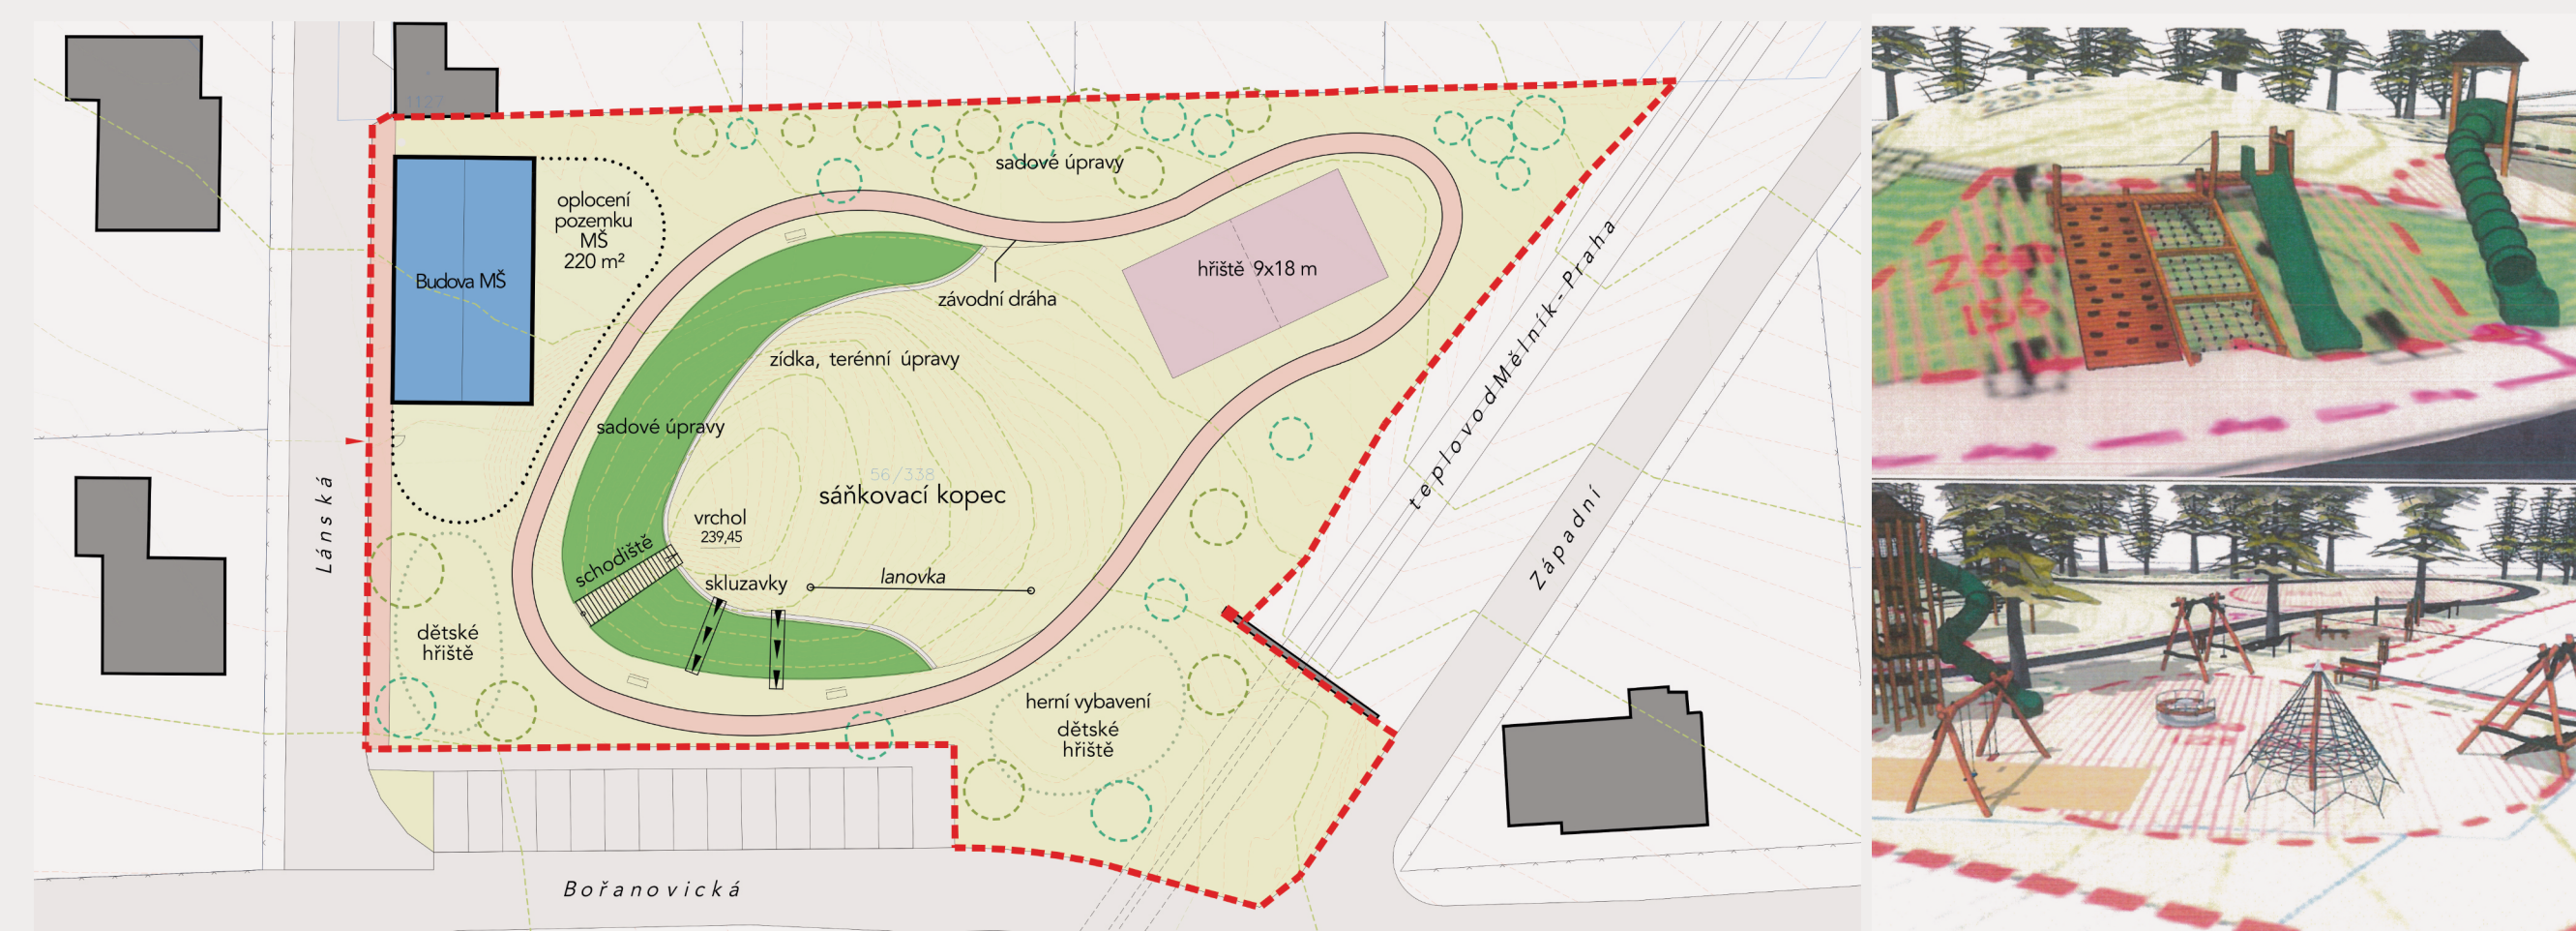 1127
sadové úpravy
oplocení
pozemku
MŠ
220 m²
Budova MŠ
hřiště 9x18 m
závodní dráha
zídka, terénní úpravy
sadové úpravy
56/338
sáňkovací kopec
vrchol
239,45
schodiště
skluzavky
lanovka
dětské
hřiště
herní vybavení
dětské
hřiště
teplovod Mělník - Praha
Západní
Lánská
Bořanovická